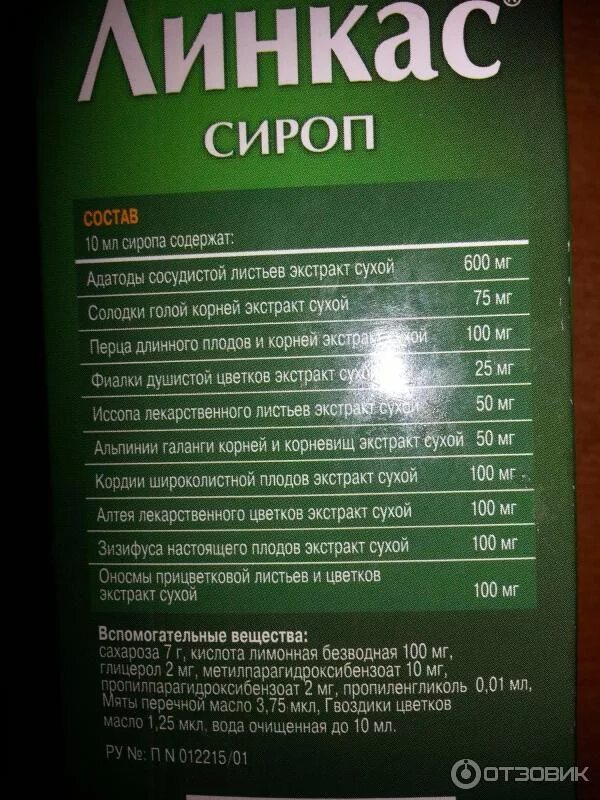 Линкас®
СИРОП
СОСТАВ
10 мл сиропа содержат:
Адатоды сосудистой листьев экстракт сухой 600 мг
Солодки голой корней экстракт сухой 75 мг
Перца длинного плодов и корней экстракт сухой 100 мг
Фиалки душистой цветков экстракт сухой 25 мг
Иссопа лекарственного листьев экстракт сухой 50 мг
Альпинии галанги корней и корневищ экстракт сухой 50 мг
Кордии широколистной плодов экстракт сухой 100 мг
Алтея лекарственного цветков экстракт сухой 100 мг
Зизифуса настоящего плодов экстракт сухой 100 мг
Оносмы прицветковой листьев и цветков
экстракт сухой 100 мг
Вспомогательные вещества:
сахароза 7 г, кислота лимонная безводная 100 мг,
глицерол 2 мг, метилпарагидроксибензоат 10 мг,
пропилпарагидроксибензоат 2 мг, пропиленгликоль 0,01 мл,
Мяты перечной масло 3,75 мкл, Гвоздики цветков
масло 1,25 мкл, вода очищенная до 10 мл.
РУ №: П N 012215/01
ОТЗОВИК